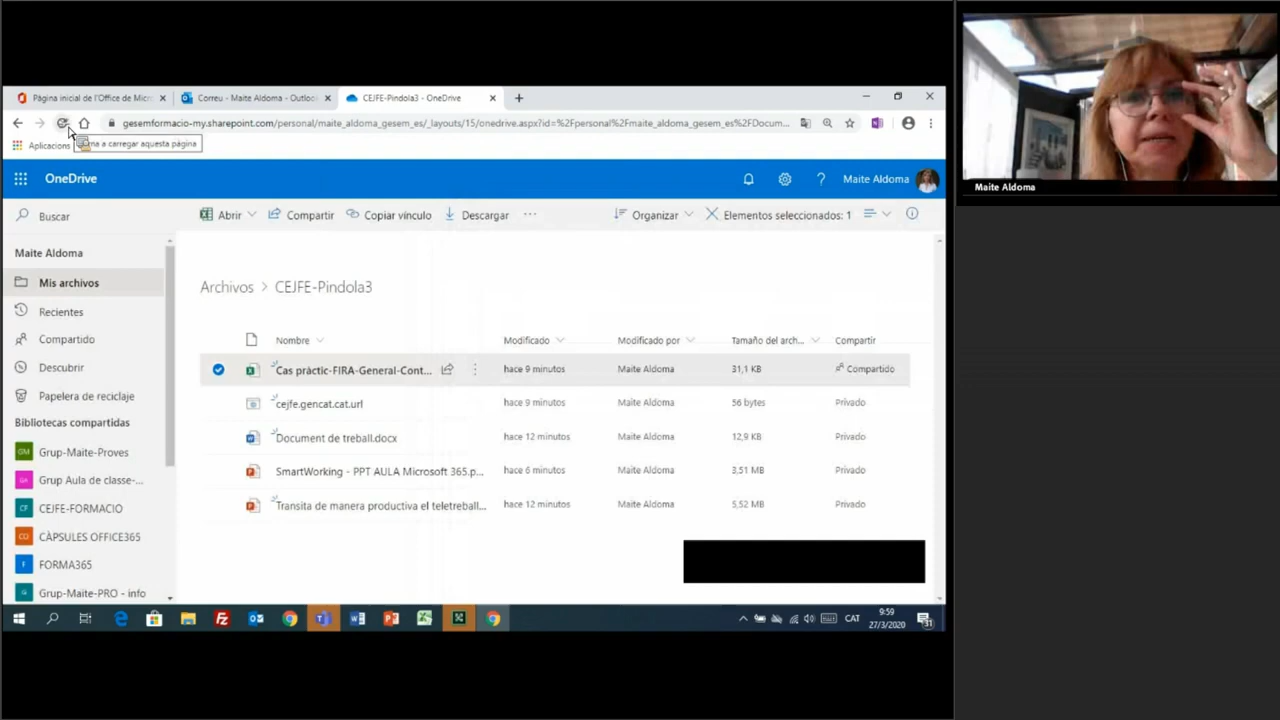 Pàgina inicial de l'Office de Micro
Correu - Maite Aldoma - Outloo
CEJFE-Pindola3 - OneDrive
gesemformacio-my.sharepoint.com/personal/maite_aldoma_gesem_es/_layouts/15/onedrive.aspx?id=%2Fpersonal%2Fmaite_aldoma_gesem_es%2FDocum...
Aplicacions
na a carregar aquesta pàgina
OneDrive
Maite Aldoma
Buscar
Abrir
Compartir
Copiar vínculo
Descargar
Organizar
Elementos seleccionados: 1
Maite Aldoma
Mis archivos
Recientes
Compartido
Descubrir
Papelera de reciclaje
Bibliotecas compartidas
GM Grup-Maite-Proves
GA Grup Aula de classe-...
CF CEJFE-FORMACIO
CO CÀPSULES OFFICE365
F FORMA365
G Grup-Maite-PRO - info
Archivos > CEJFE-Pindola3
Nombre Modificado Modificado por Tamaño del arch... Compartir
Cas pràctic-FIRA-General-Cont... hace 9 minutos Maite Aldoma 31,1 KB Compartido
cejfe.gencat.cat.url hace 9 minutos Maite Aldoma 56 bytes Privado
Document de treball.docx hace 12 minutos Maite Aldoma 12,9 KB Privado
SmartWorking - PPT AULA Microsoft 365.p... hace 6 minutos Maite Aldoma 3,51 MB Privado
Transita de manera productiva el teletreball... hace 12 minutos Maite Aldoma 5,52 MB Privado
CAT
9:59
27/3/2020
31
Maite Aldoma